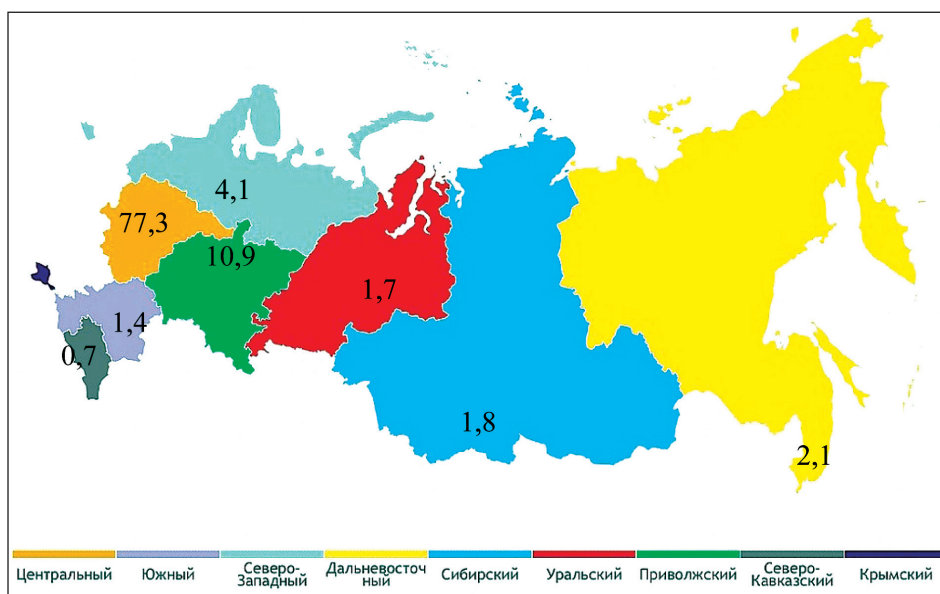 4,1
77,3
10,9
1,7
1,4
0,7
1,8
2,1
Центральный
Южный
Северо-
Западный
Дальневосточ
ный
Сибирский
Уральский
Приволжский
Северо-
Кавказский
Крымский